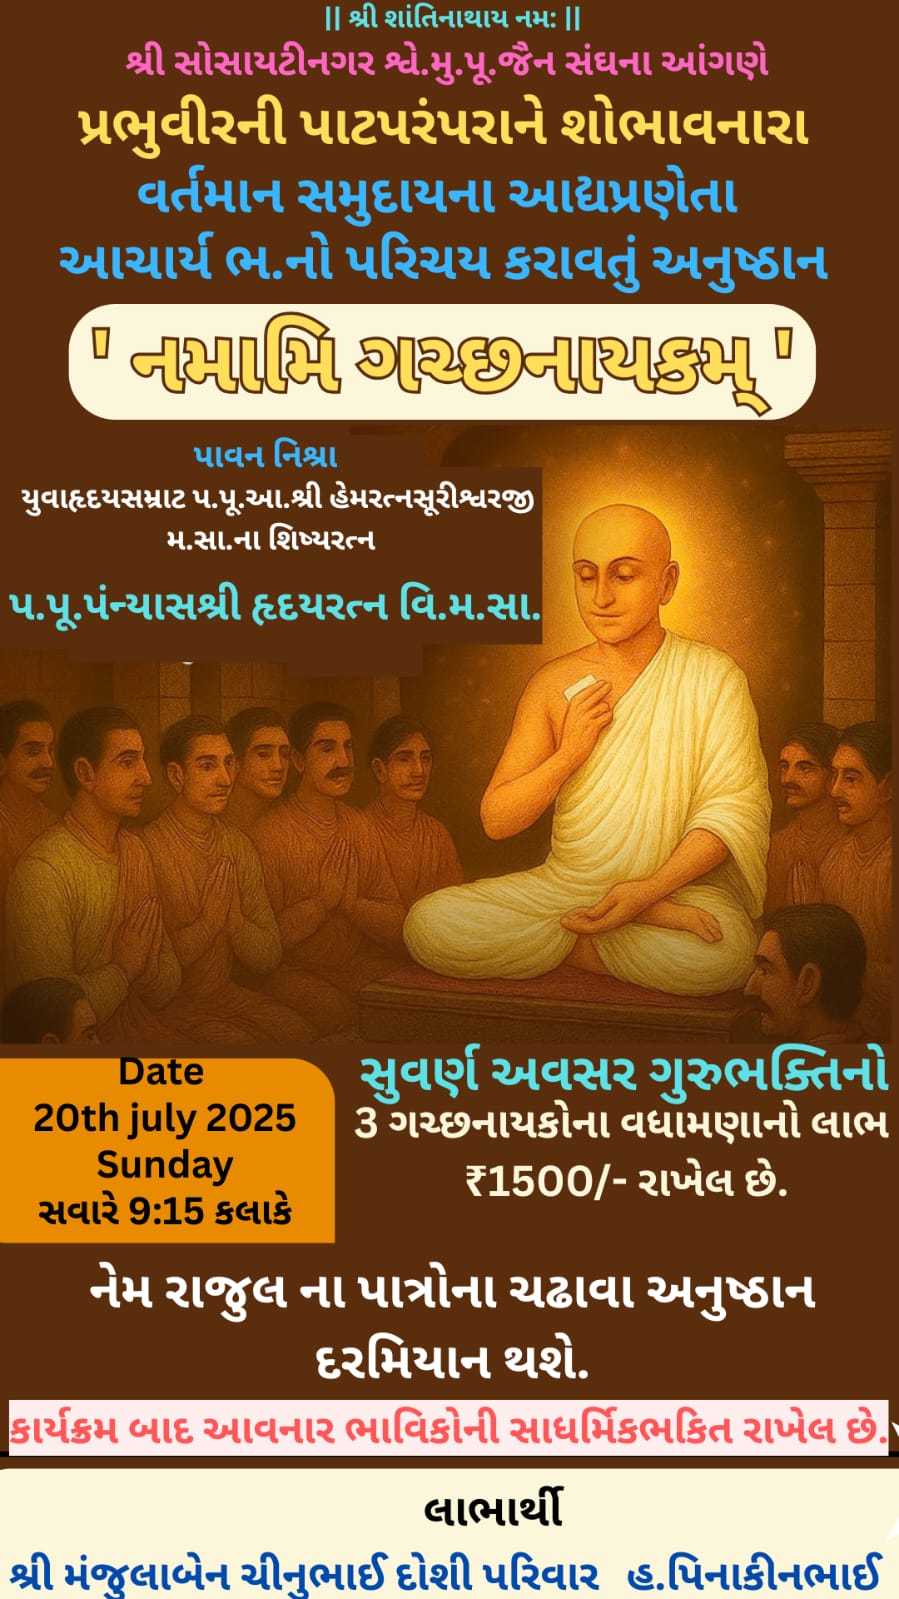 || શ્રી શાંતિનાથાય નમ: ||
શ્રી સોસાયટીનગર શ્વે.મુ.પૂ.જૈન સંઘના આંગણે
પ્રભુવીરની પાટપરંપરાને શોભાવનારા
વર્તમાન સમુદાયના આદ્યપ્રણેતા
આચાર્ય ભ.નો પરિચય કરાવતું અનુષ્ઠાન
' નમામિ ગચ્છનાયકમ્ '
પાવન નિશ્રા
યુવાહૃદયસમ્રાટ પ.પૂ.આ.શ્રી હેમરત્નસૂરીશ્વરજી
મ.સા.ના શિષ્યરત્ન
પ.પૂ.પંન્યાસશ્રી હૃદયરત્ન વિ.મ.સા.
Date
20th july 2025
Sunday
સવારે 9:15 કલાકે
સુવર્ણ અવસર ગુરુભક્તિનો
3 ગચ્છનાયકોના વધામણાનો લાભ
₹1500/- રાખેલ છે.
નેમ રાજુલ ના પાત્રોના ચઢાવા અનુષ્ઠાન
દરમિયાન થશે.
કાર્યક્રમ બાદ આવનાર ભાવિકોની સાધર્મિકભકિત રાખેલ છે.
લાભાર્થી
શ્રી મંજુલાબેન ચીનુભાઈ દોશી પરિવાર હ.પિનાકીનભાઈ